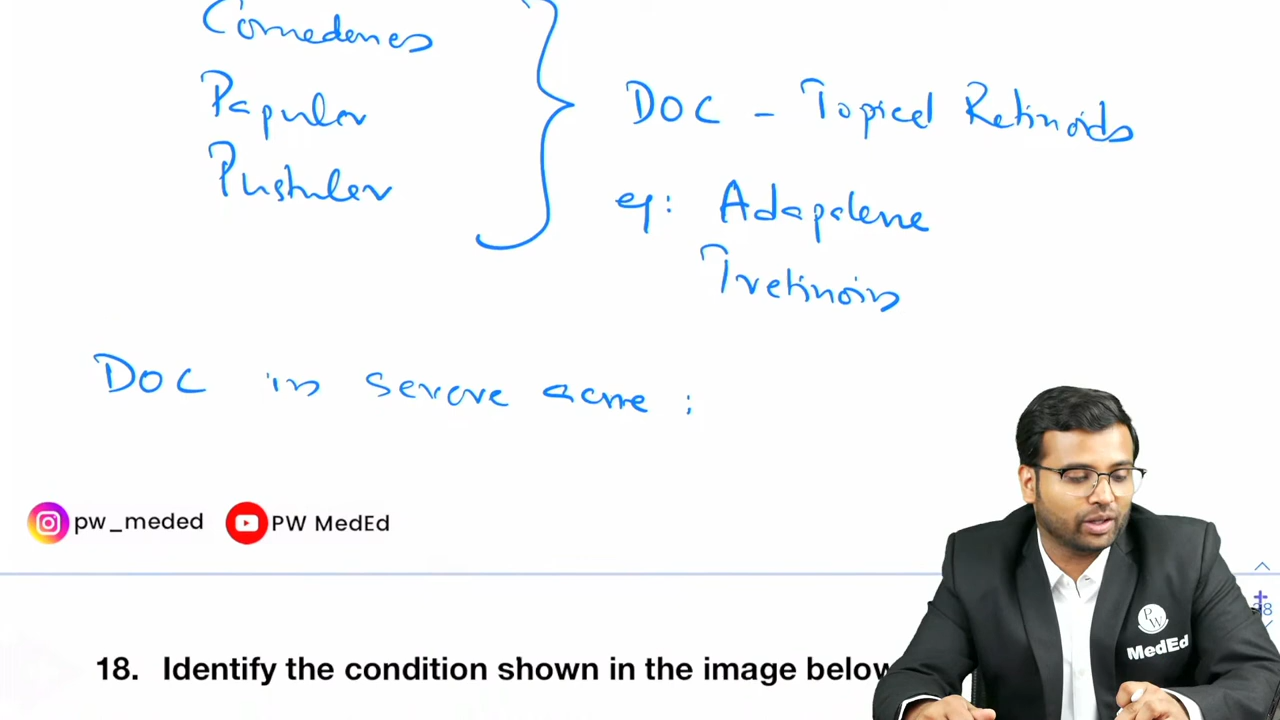 Comedones
Papular
Pustular
DOC - Topical Retinoids
eg: Adapalene
Tretinoin
DOC in severe acne :
pw_meded PW MedEd
18. Identify the condition shown in the image below
PW
MedEd